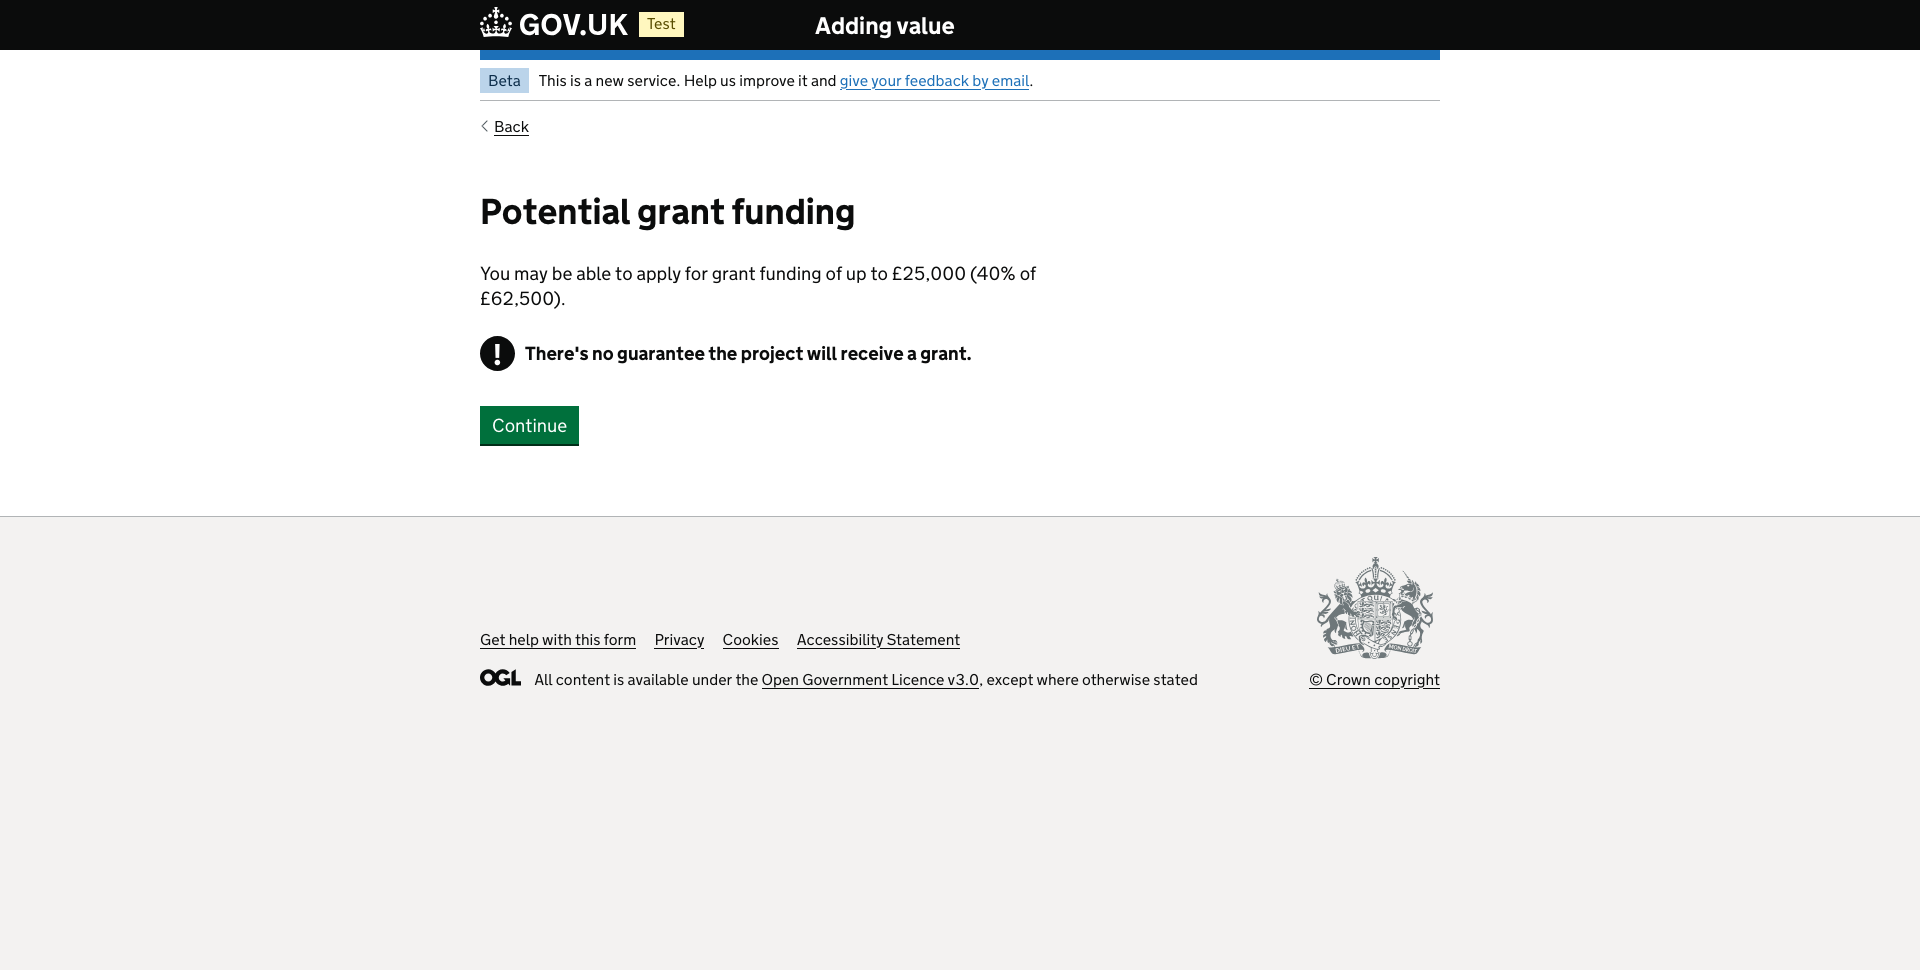 GOV.UK Test Adding value
Beta This is a new service. Help us improve it and give your feedback by email.
Back
Potential grant funding
You may be able to apply for grant funding of up to £25,000 (40% of
£62,500).
! There's no guarantee the project will receive a grant.
Continue
Get help with this form Privacy Cookies Accessibility Statement
OGL All content is available under the Open Government Licence v3.0, except where otherwise stated
© Crown copyright